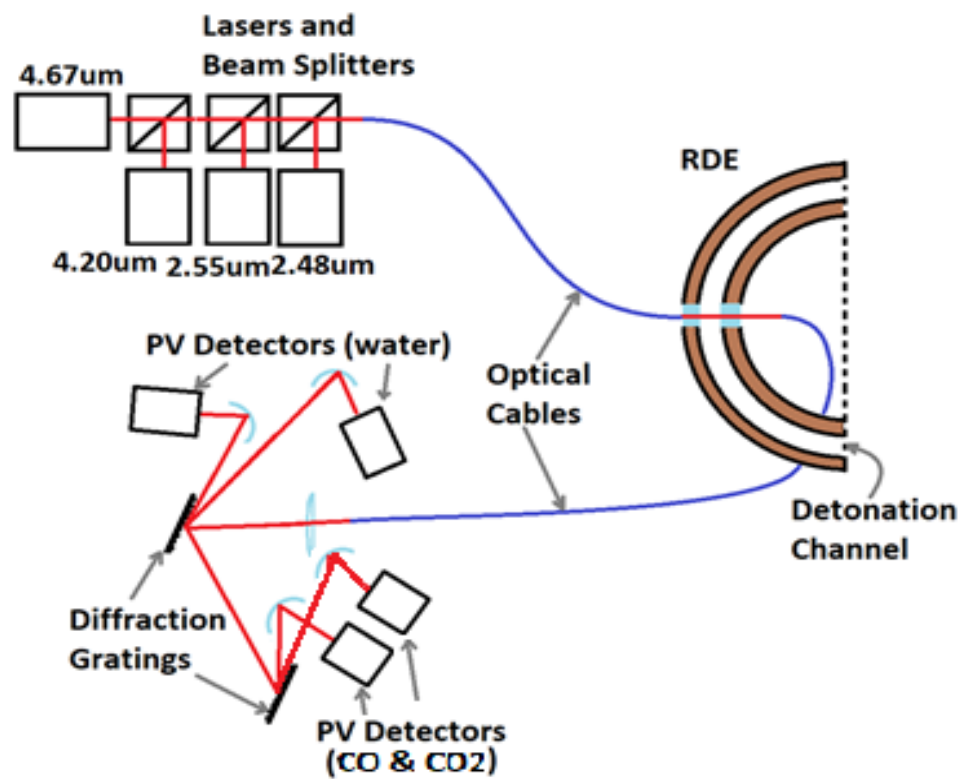 Lasers and
Beam Splitters
4.67um
RDE
4.20um
2.55um
2.48um
PV Detectors (water)
Optical
Cables
Detonation
Channel
Diffraction
Gratings
PV Detectors
(CO & CO2)